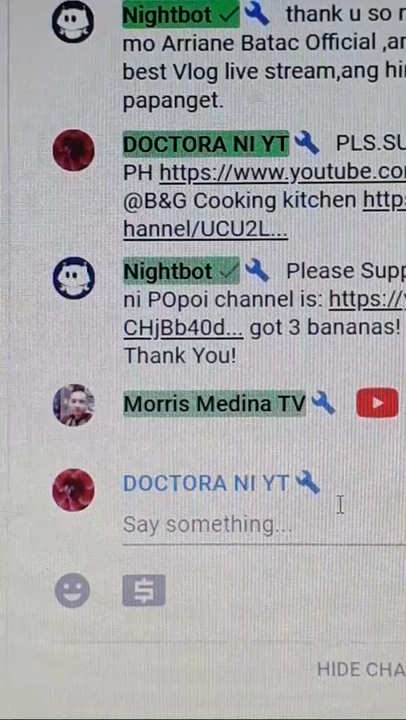 Nightbot thank u so
mo Arriane Batac Official ,ar
best Vlog live stream,ang hi
papanget.
DOCTORA NI YT PLS.SU
PH https://www.youtube.co
@B&G Cooking kitchen http
hannel/UCU2L...
Nightbot Please Supp
ni POpoi channel is: https://y
CHjBb40d... got 3 bananas!
Thank You!
Morris Medina TV
DOCTORA NI YT
Say something...
HIDE CHA